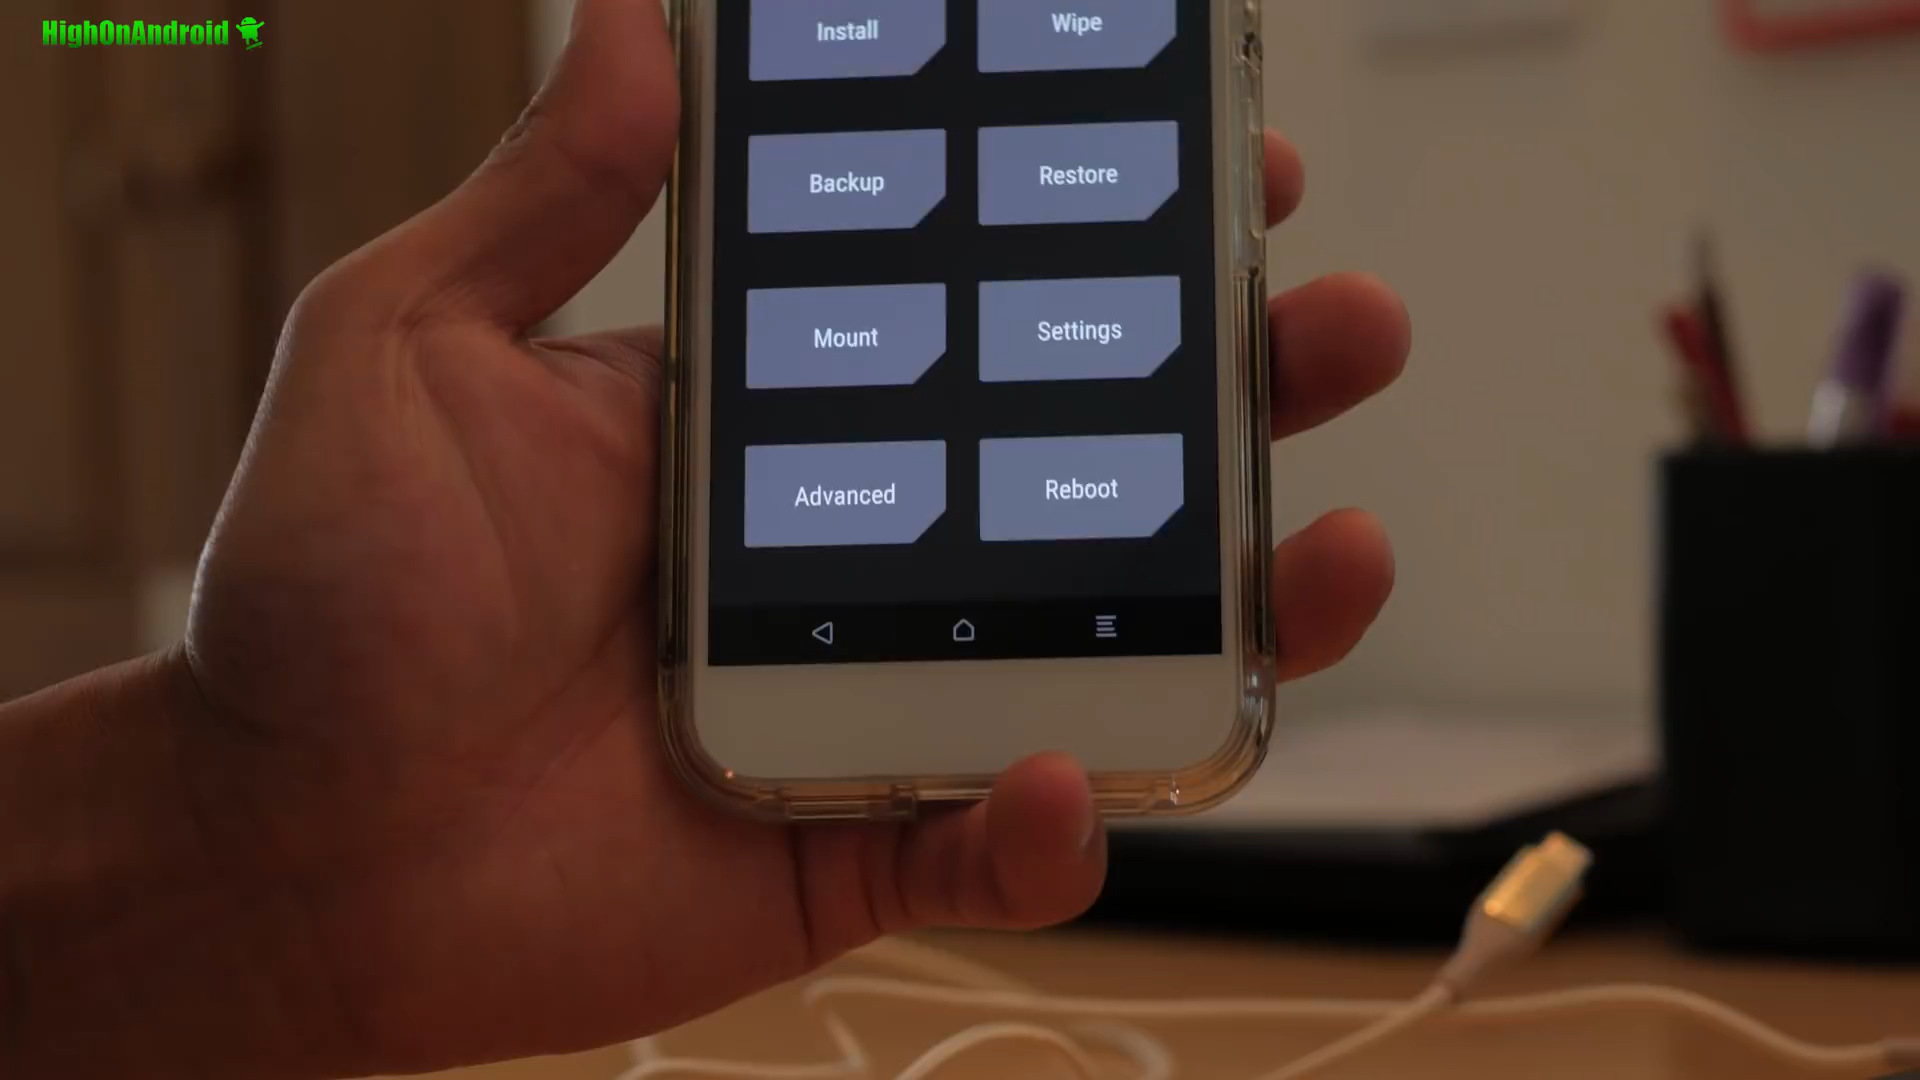 HighOnAndroid
Install Wipe
Backup Restore
Mount Settings
Advanced Reboot